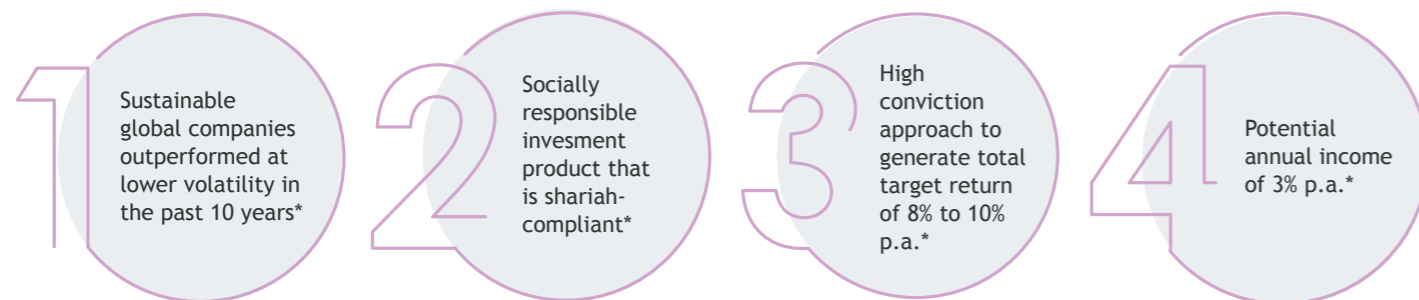 1
Sustainable
global companies
outperformed at
lower volatility in
the past 10 years*
2
Socially
responsible
invesment
product that
is shariah-
compliant*
3
High
conviction
approach to
generate total
target return
of 8% to 10%
p.a.*
4
Potential
annual income
of 3% p.a.*